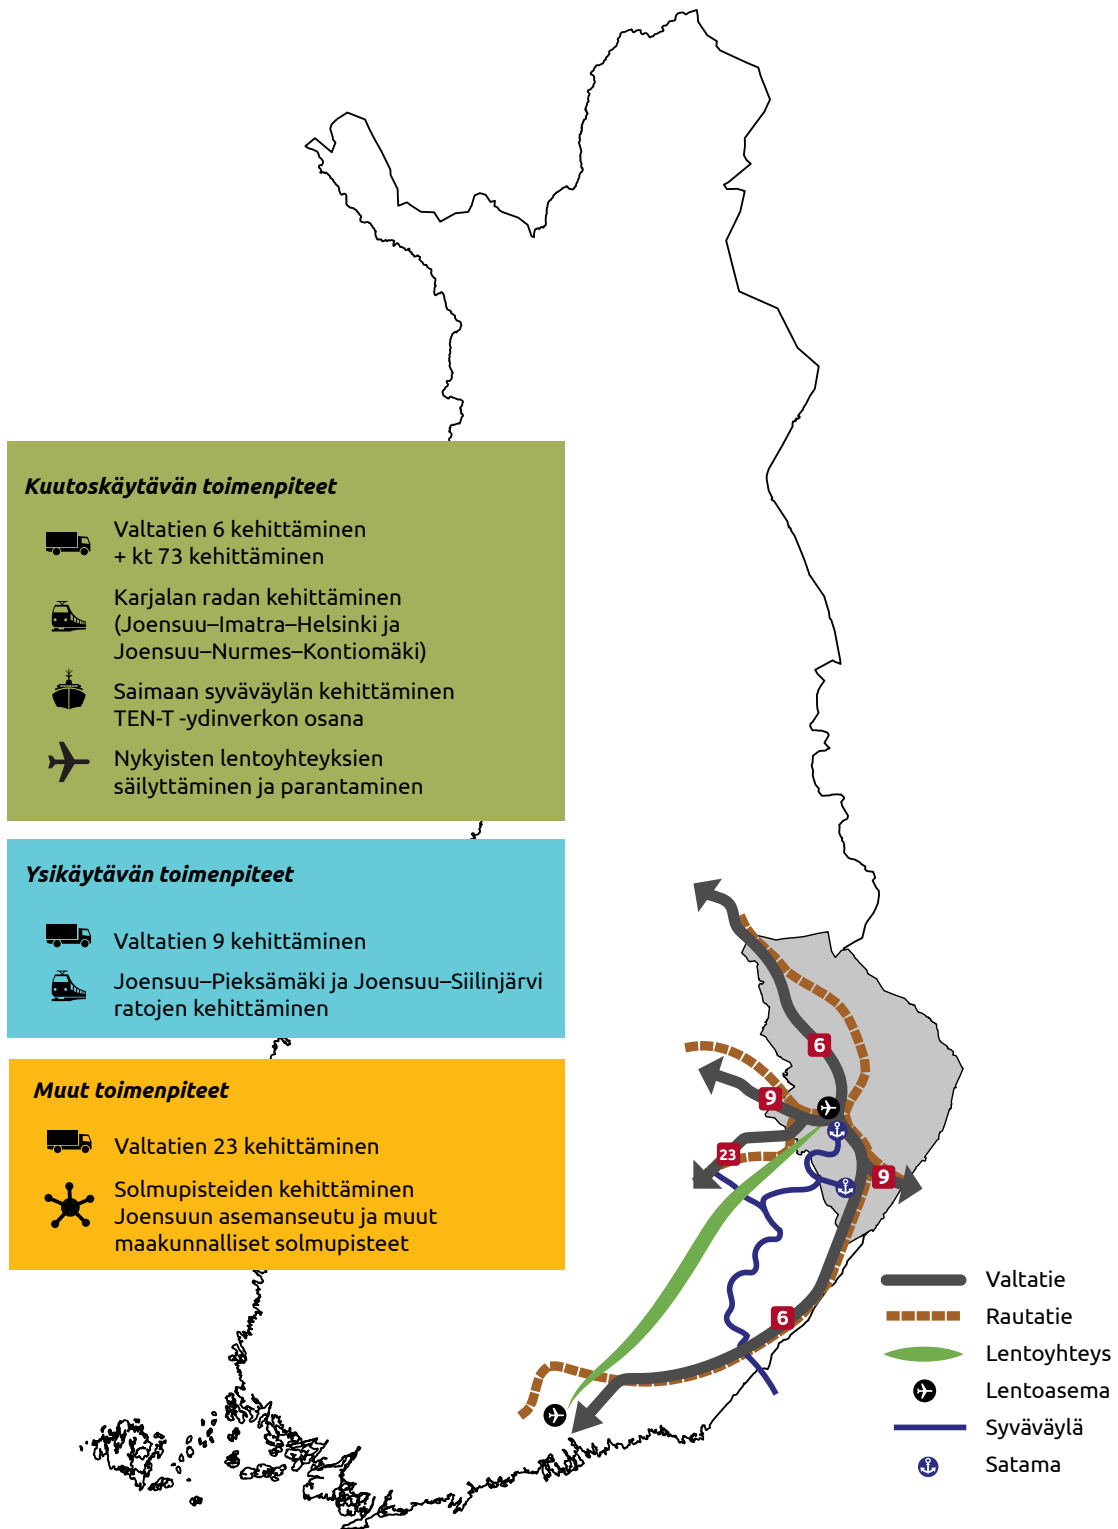 Kuutoskäytävän toimenpiteet
Valtatien 6 kehittäminen
+ kt 73 kehittäminen
Karjalan radan kehittäminen
(Joensuu–Imatra–Helsinki ja
Joensuu–Nurmes–Kontiomäki)
Saimaan syväväylän kehittäminen
TEN-T -ydinverkon osana
Nykyisten lentoyhteyksien
säilyttäminen ja parantaminen
Ysikäytävän toimenpiteet
Valtatien 9 kehittäminen
Joensuu–Pieksämäki ja Joensuu–Siilinjärvi
ratojen kehittäminen
Muut toimenpiteet
Valtatien 23 kehittäminen
Solmupisteiden kehittäminen
Joensuun asemanseutu ja muut
maakunnalliset solmupisteet
6
9
23
9
6
Valtatie
Rautatie
Lentoyhteys
Lentoasema
Syväväylä
Satama